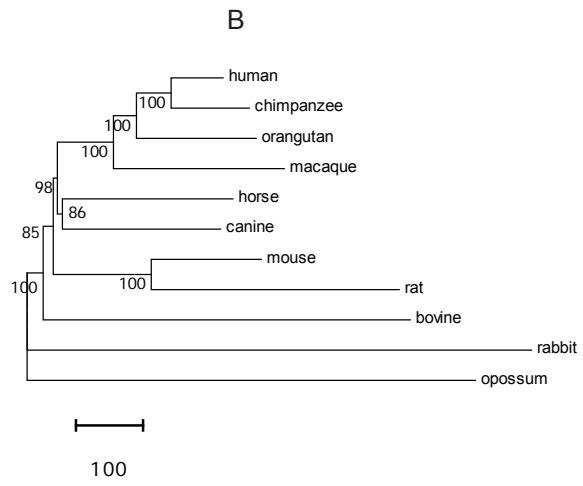 B
human
100
chimpanzee
100
orangutan
100
macaque
98
horse
86
canine
85
mouse
100
rat
100
bovine
rabbit
opossum
100